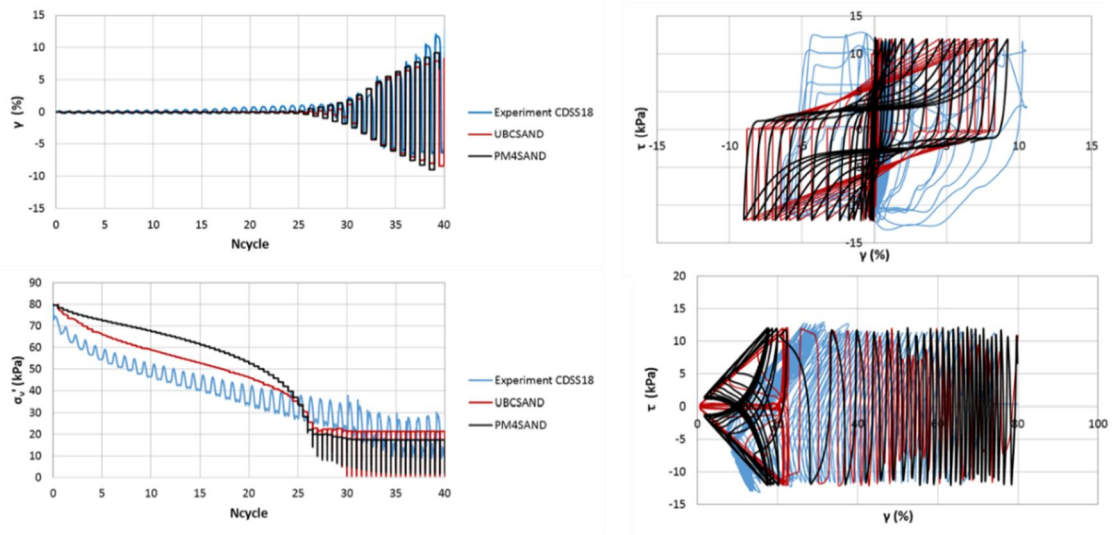 15
10
5
0
-5
-10
-15
γ (%)
0 5 10 15 20 25 30 35 40
Ncycle
Experiment CDSS18
UBCSAND
PM4SAND
15
10
-15
τ (kPa)
-15 -10 -5 5 10 15
γ (%)
90
80
70
60
50
40
30
20
10
0
σv' (kPa)
0 5 10 15 20 25 30 35 40
Ncycle
Experiment CDSS18
UBCSAND
PM4SAND
20
15
10
5
0
-5
-10
-15
τ (kPa)
0 20 40 60 80 100
γ (%)